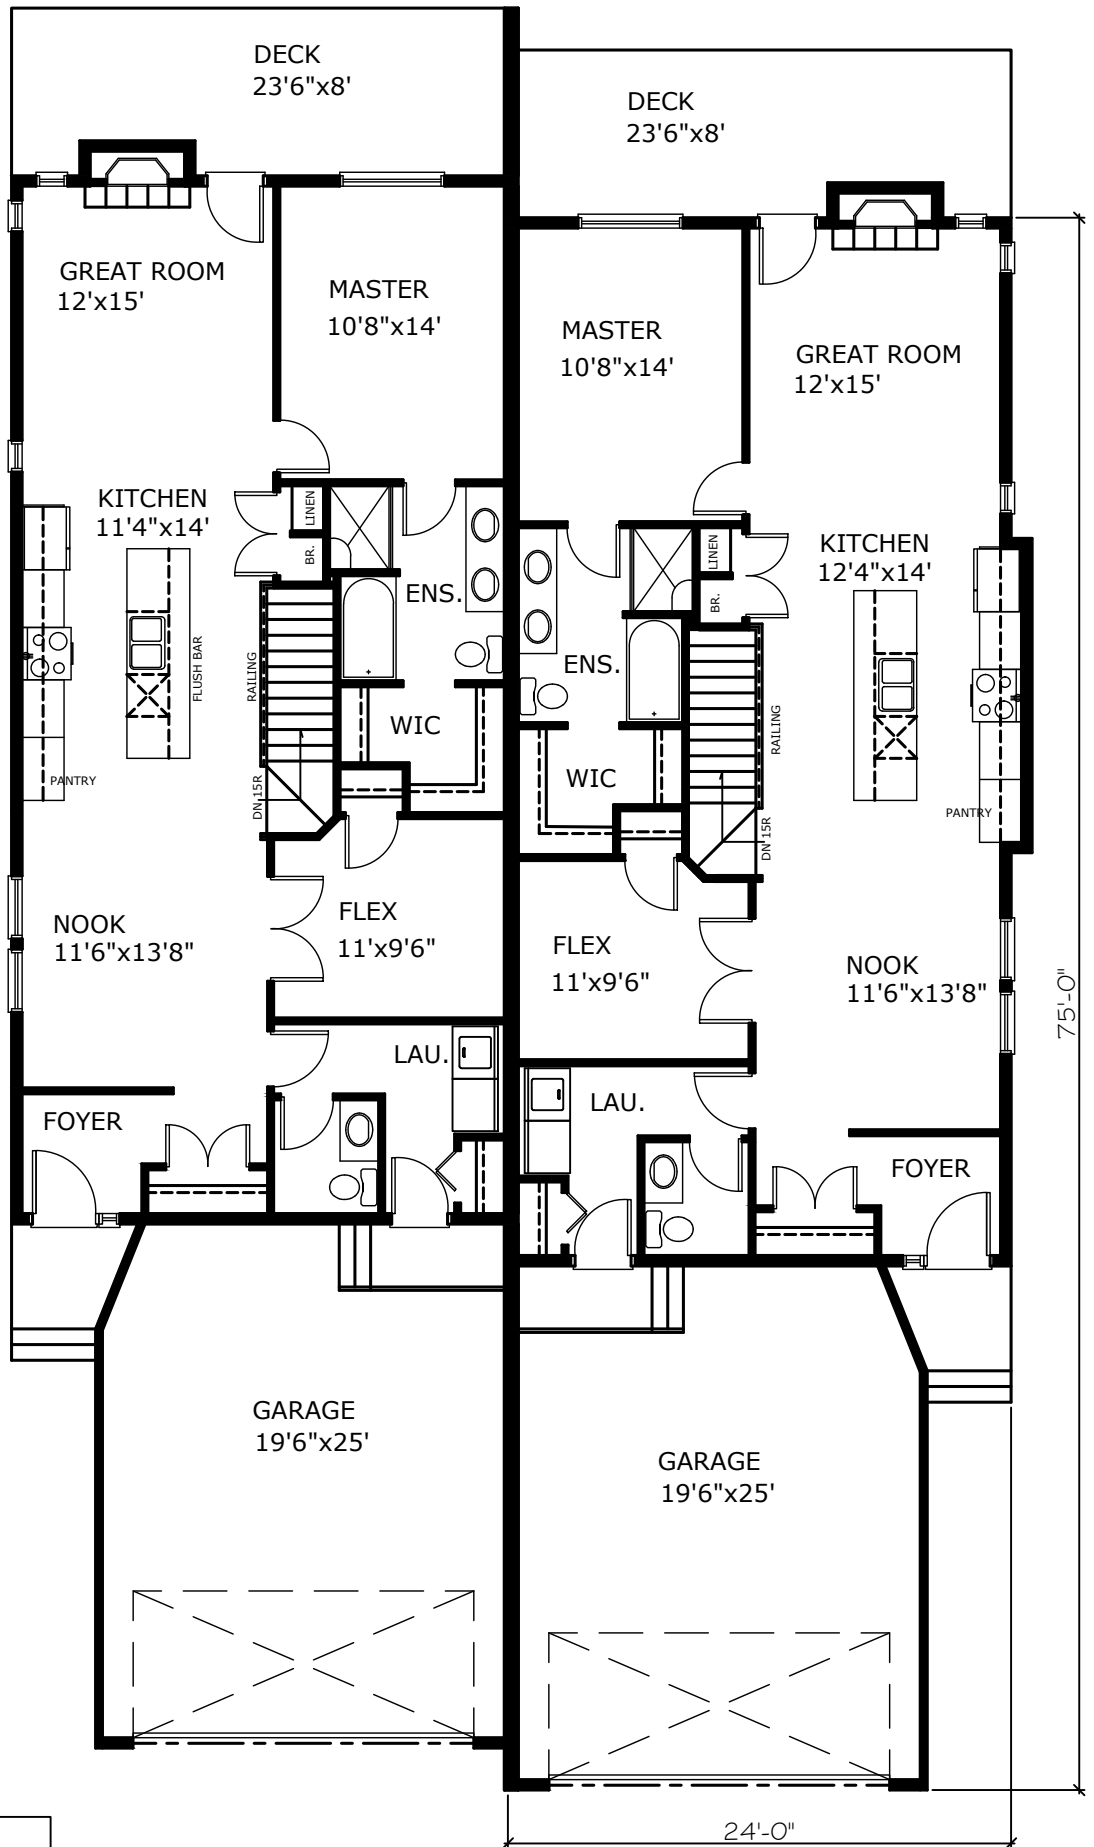 DECK
23'6"x8'
GREAT ROOM
12'x15'
MASTER
10'8"x14'
KITCHEN
11'4"x14'
LINEN
BR.
ENS.
FLUSH BAR
RAILING
WIC
PANTRY
DN 15R
NOOK
11'6"x13'8"
FLEX
11'x9'6"
LAU.
FOYER
GARAGE
19'6"x25'
DECK
23'6"x8'
MASTER
10'8"x14'
GREAT ROOM
12'x15'
KITCHEN
12'4"x14'
LINEN
BR.
ENS.
RAILING
WIC
PANTRY
DN 15R
FLEX
11'x9'6"
NOOK
11'6"x13'8"
LAU.
FOYER
GARAGE
19'6"x25'
75'-0"
24'-0"